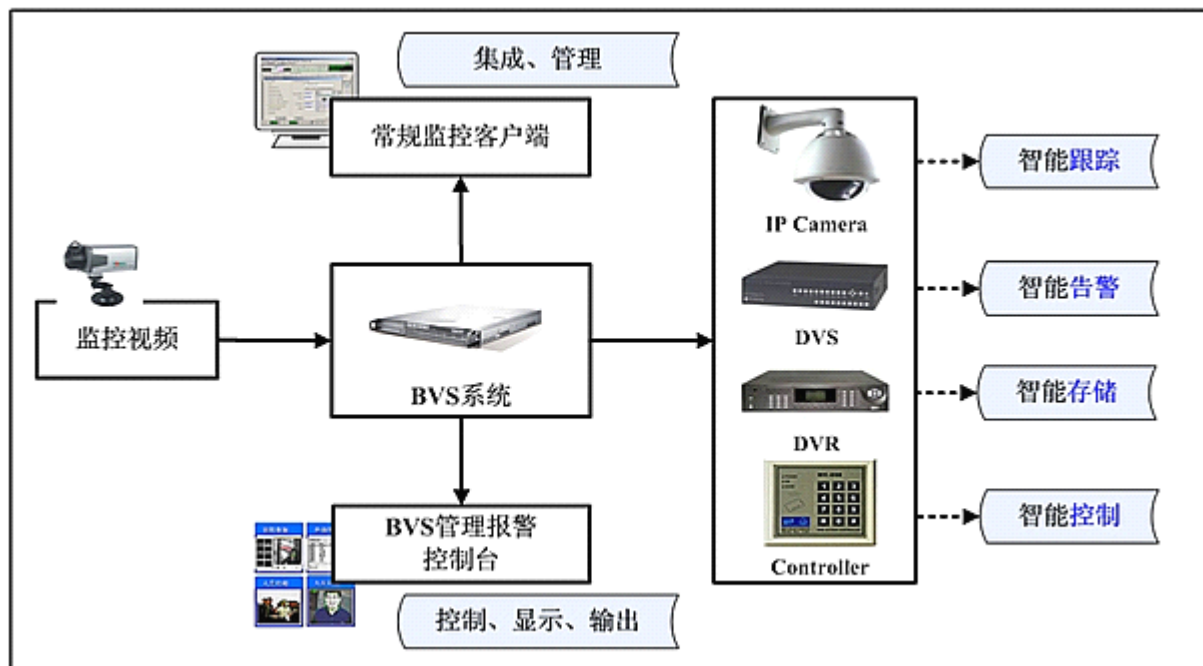 集成、管理
常规监控客户端
监控视频
BVS系统
BVS管理报警
控制台
控制、显示、输出
IP Camera
DVS
DVR
Controller
智能跟踪
智能告警
智能存储
智能控制